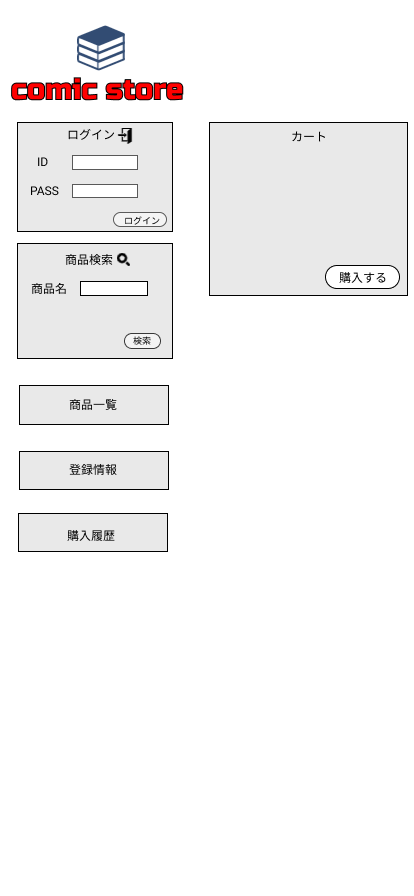 comic store
ログイン
ID
PASS
ログイン
商品検索
商品名
検索
商品一覧
登録情報
購入履歴
カート
購入する